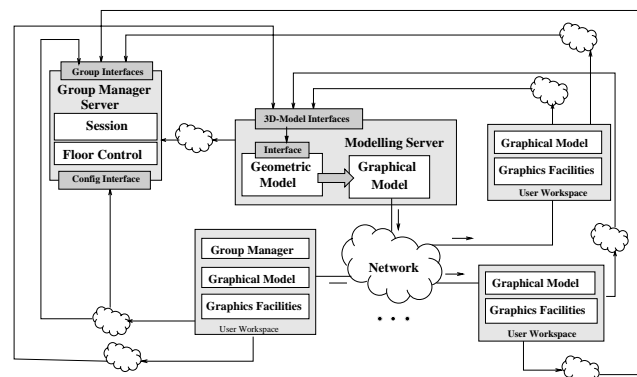 Group Interfaces
Group Manager
Server
Session
Floor Control
Config Interface
3D-Model Interfaces
Modelling Server
Interface
Geometric
Model
Graphical
Model
Graphical Model
Graphics Facilities
User Workspace
Network
Group Manager
Graphical Model
Graphics Facilities
User Workspace
Graphical Model
Graphics Facilities
User Workspace